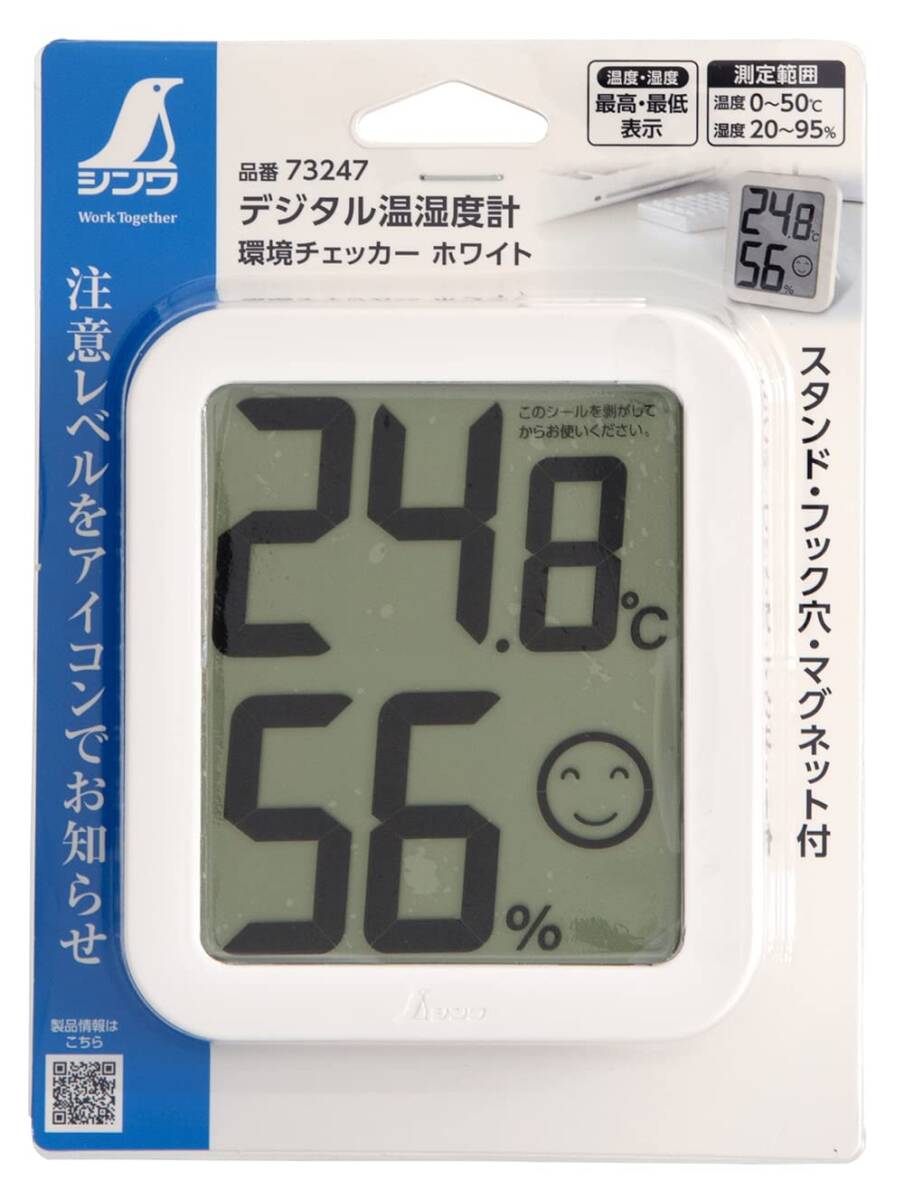 シンワ
Work Together
注意レベルをアイコンでお知らせ
製品情報は
こちら
品番 73247
デジタル温湿度計
環境チェッカー ホワイト
温度・湿度
最高・最低
表示
測定範囲
温度 0～50℃
湿度 20～95%
24.8℃
56%
スタンド・フック穴・マグネット付
このシールを剥がして
からお使いください。
24.8℃
56%
シンワ